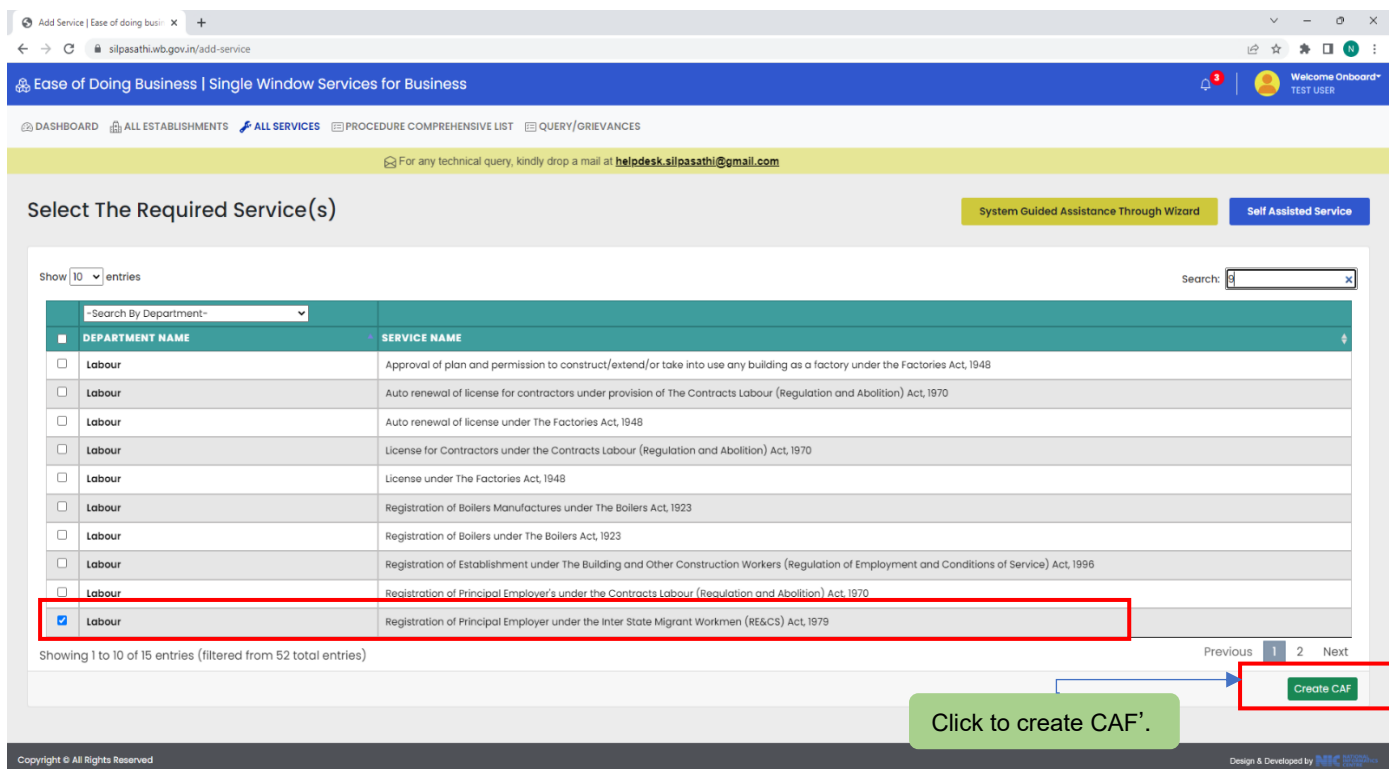 Add Service | Ease of doing busin
silpasathi.wb.gov.in/add-service
N
Ease of Doing Business | Single Window Services for Business
3
Welcome Onboard
TEST USER
DASHBOARD ALL ESTABLISHMENTS ALL SERVICES PROCEDURE COMPREHENSIVE LIST QUERY/GRIEVANCES
For any technical query, kindly drop a mail at helpdesk.silpasathi@gmail.com
Select The Required Service(s)
System Guided Assistance Through Wizard
Self Assisted Service
Show 10 entries
Search: 9
-Search By Department-
DEPARTMENT NAME SERVICE NAME
Labour Approval of plan and permission to construct/extend/or take into use any building as a factory under the Factories Act, 1948
Labour Auto renewal of license for contractors under provision of The Contracts Labour (Regulation and Abolition) Act, 1970
Labour Auto renewal of license under The Factories Act, 1948
Labour License for Contractors under the Contracts Labour (Regulation and Abolition) Act, 1970
Labour License under The Factories Act, 1948
Labour Registration of Boilers Manufactures under The Boilers Act, 1923
Labour Registration of Boilers under The Boilers Act, 1923
Labour Registration of Establishment under The Building and Other Construction Workers (Regulation of Employment and Conditions of Service) Act, 1996
Labour Registration of Principal Employer's under the Contracts Labour (Regulation and Abolition) Act, 1970
Labour Registration of Principal Employer under the Inter State Migrant Workmen (RE&CS) Act, 1979
Showing 1 to 10 of 15 entries (filtered from 52 total entries)
Previous 1 2 Next
Create CAF
Click to create CAF’.
Copyright © All Rights Reserved
Design & Developed by NIC NATIONAL INFORMATICS CENTRE